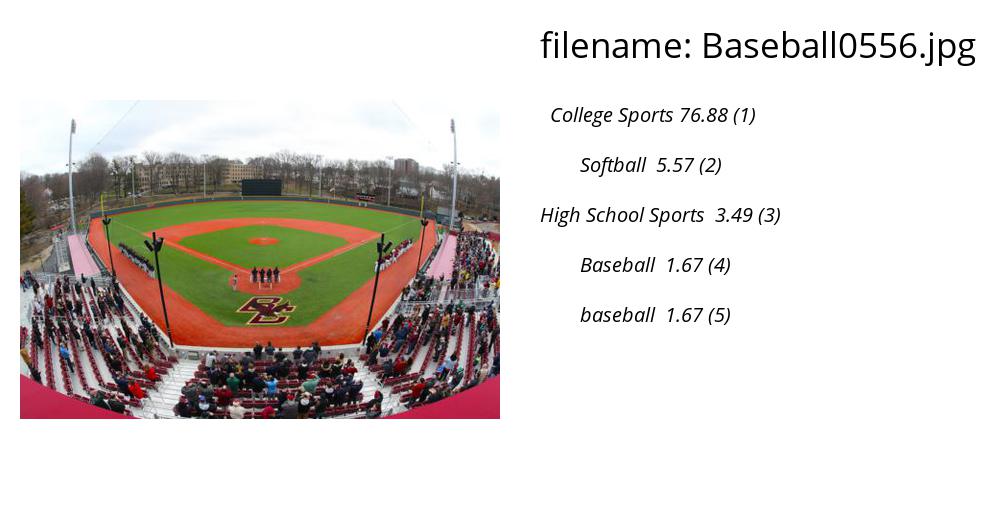 filename: Baseball0556.jpg
College Sports 76.88 (1)
Softball 5.57 (2)
High School Sports 3.49 (3)
Baseball 1.67 (4)
baseball 1.67 (5)
BC